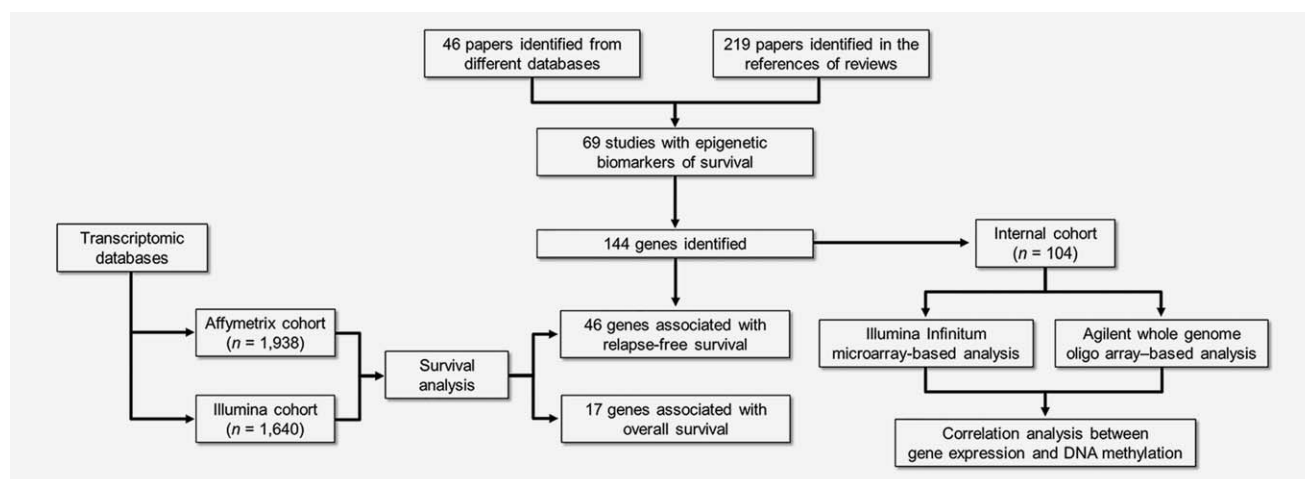 46 papers identified from
different databases
219 papers identified in the
references of reviews
69 studies with epigenetic
biomarkers of survival
144 genes identified
Internal cohort
(n = 104)
Transcriptomic
databases
Affymetrix cohort
(n = 1,938)
Illumina cohort
(n = 1,640)
Survival
analysis
46 genes associated with
relapse-free survival
17 genes associated with
overall survival
Illumina Infinitum
microarray-based analysis
Agilent whole genome
oligo array–based analysis
Correlation analysis between
gene expression and DNA methylation